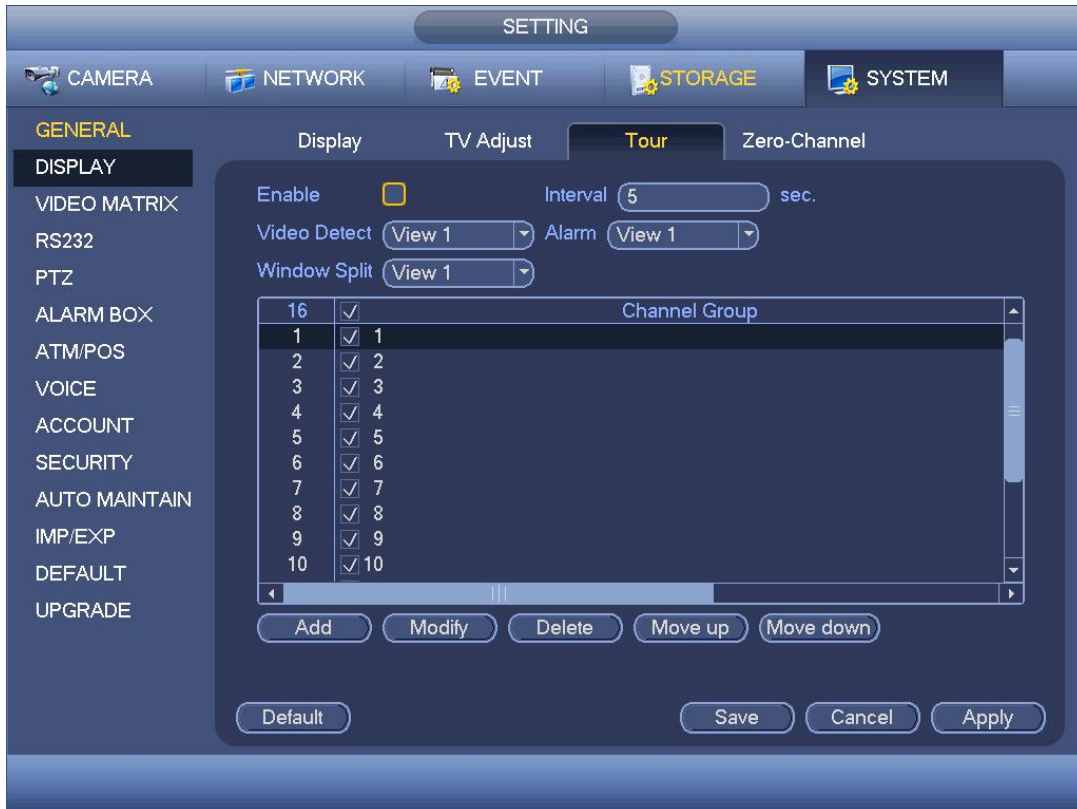 SETTING
CAMERA NETWORK EVENT STORAGE SYSTEM
GENERAL
DISPLAY
VIDEO MATRIX
RS232
PTZ
ALARM BOX
ATM/POS
VOICE
ACCOUNT
SECURITY
AUTO MAINTAIN
IMP/EXP
DEFAULT
UPGRADE
Display TV Adjust Tour Zero-Channel
Enable Interval 5 sec.
Video Detect View 1 Alarm View 1
Window Split View 1
16 Channel Group
1 1
2 2
3 3
4 4
5 5
6 6
7 7
8 8
9 9
10 10
Add Modify Delete Move up Move down
Default Save Cancel Apply